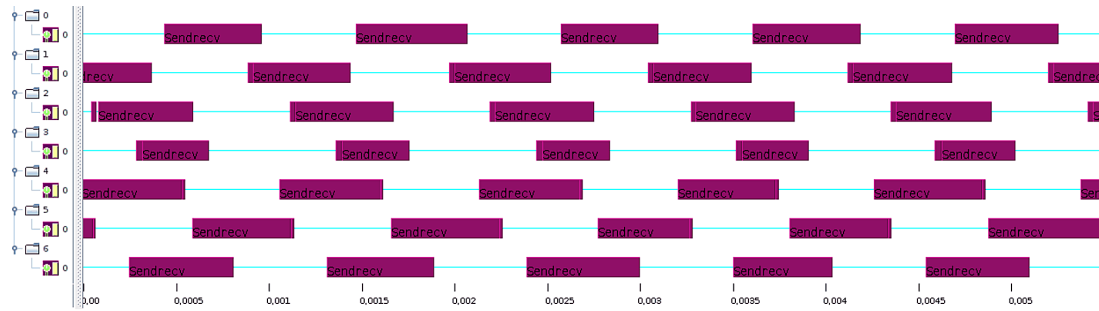 0
0 Sendrecv Sendrecv Sendrecv Sendrecv Sendrecv
1
0 drecv Sendrecv Sendrecv Sendrecv Sendrecv Sendrec
2
0 Sendrecv Sendrecv Sendrecv Sendrecv Sendrecv S
3
0 Sendrecv Sendrecv Sendrecv Sendrecv Sendrecv
4
0 Sendrecv Sendrecv Sendrecv Sendrecv Sendrecv Sen
5
0 Sendrecv Sendrecv Sendrecv Sendrecv Sendrecv
6
0 Sendrecv Sendrecv Sendrecv Sendrecv Sendrecv
0,00 0,0005 0,001 0,0015 0,002 0,0025 0,003 0,0035 0,004 0,0045 0,005